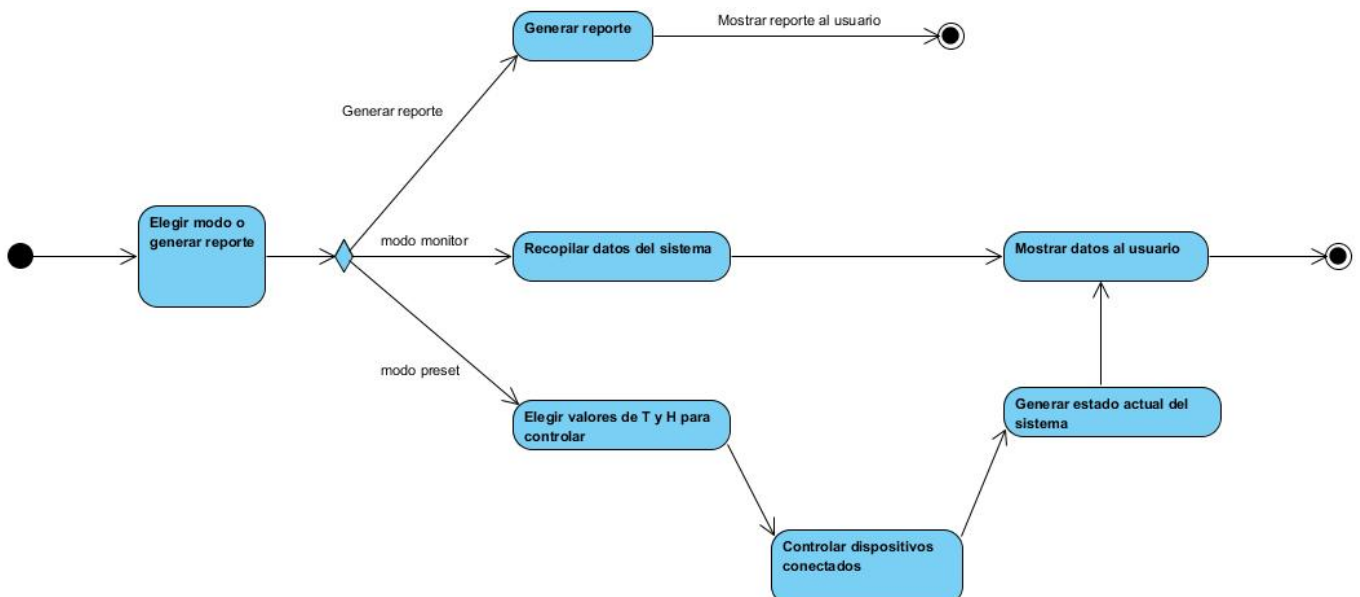 Generar reporte
Mostrar reporte al usuario
Generar reporte
Elegir modo o
generar reporte
modo monitor
Recopilar datos del sistema
Mostrar datos al usuario
modo preset
Elegir valores de T y H para
controlar
Generar estado actual del
sistema
Controlar dispositivos
conectados